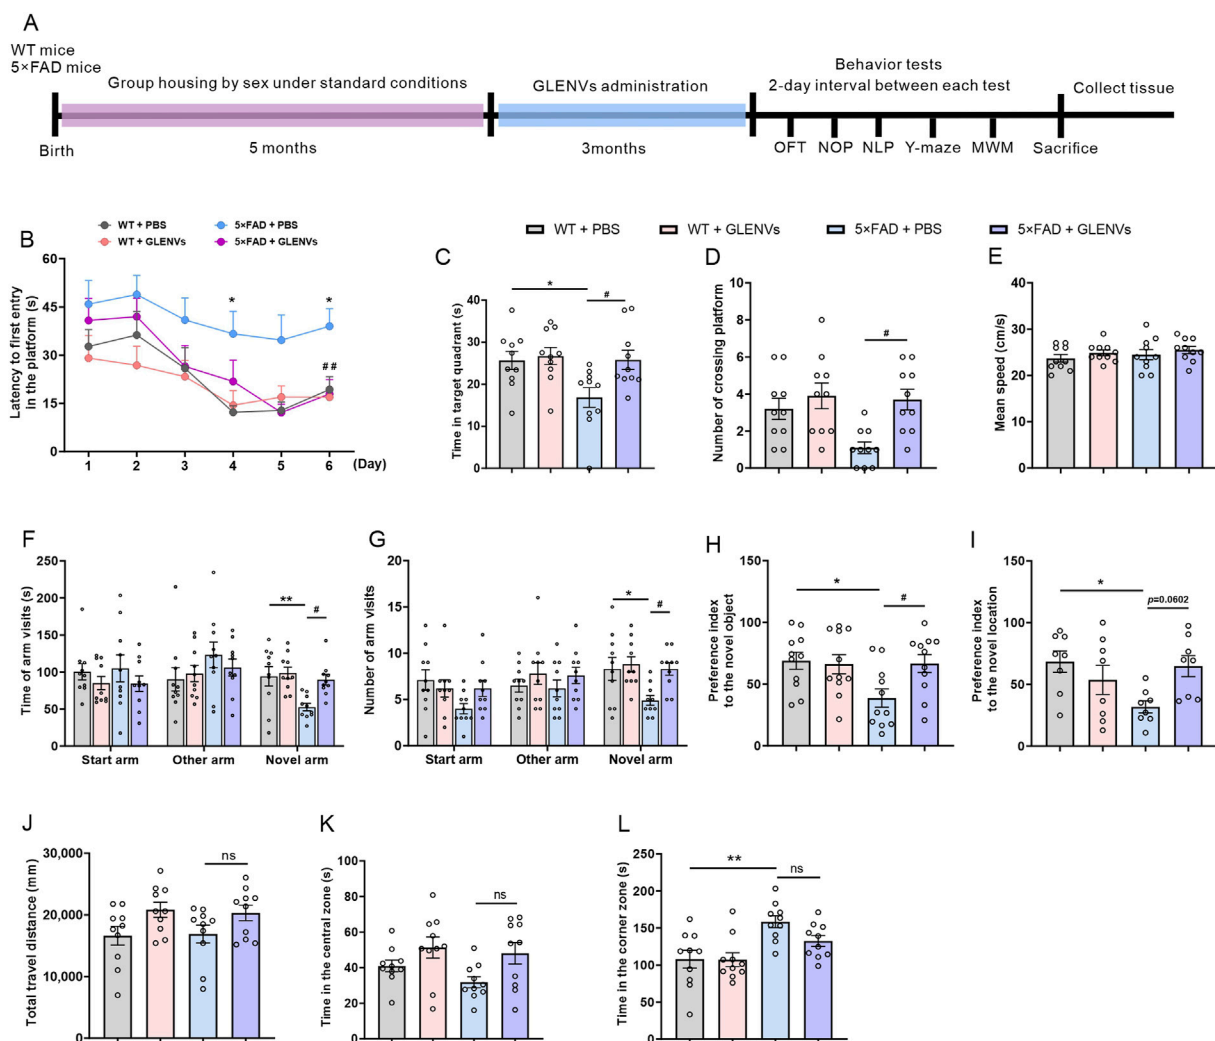 A
WT mice
5×FAD mice
Group housing by sex under standard conditions
GLENVs administration
Behavior tests
2-day interval between each test
Collect tissue
Birth
5 months
3months
OFT NOP NLP Y-maze MWM Sacrifice
B
WT + PBS
5×FAD + PBS
WT + GLENVs
5×FAD + GLENVs
Latency to first entry
in the platform (s)
60
45
30
15
0
* *
##
1 2 3 4 5 6 (Day)
WT + PBS WT + GLENVs 5×FAD + PBS 5×FAD + GLENVs
C
Time in target quadrant (s)
40
30
20
10
0
* #
D
Number of crossing platform
10
8
6
4
2
0
#
E
Mean speed (cm/s)
40
30
20
10
0
F
Time of arm visits (s)
250
200
150
100
50
0
** #
Start arm Other arm Novel arm
G
Number of arm visits
20
15
10
5
0
* #
Start arm Other arm Novel arm
H
Preference index
to the novel object
150
100
50
0
* #
I
Preference index
to the novel location
150
100
50
0
* p=0.0602
J
Total travel distance (mm)
30,000
20,000
10,000
0
ns
K
Time in the central zone (s)
100
80
60
40
20
0
ns
L
Time in the corner zone (s)
250
200
150
100
50
0
** ns